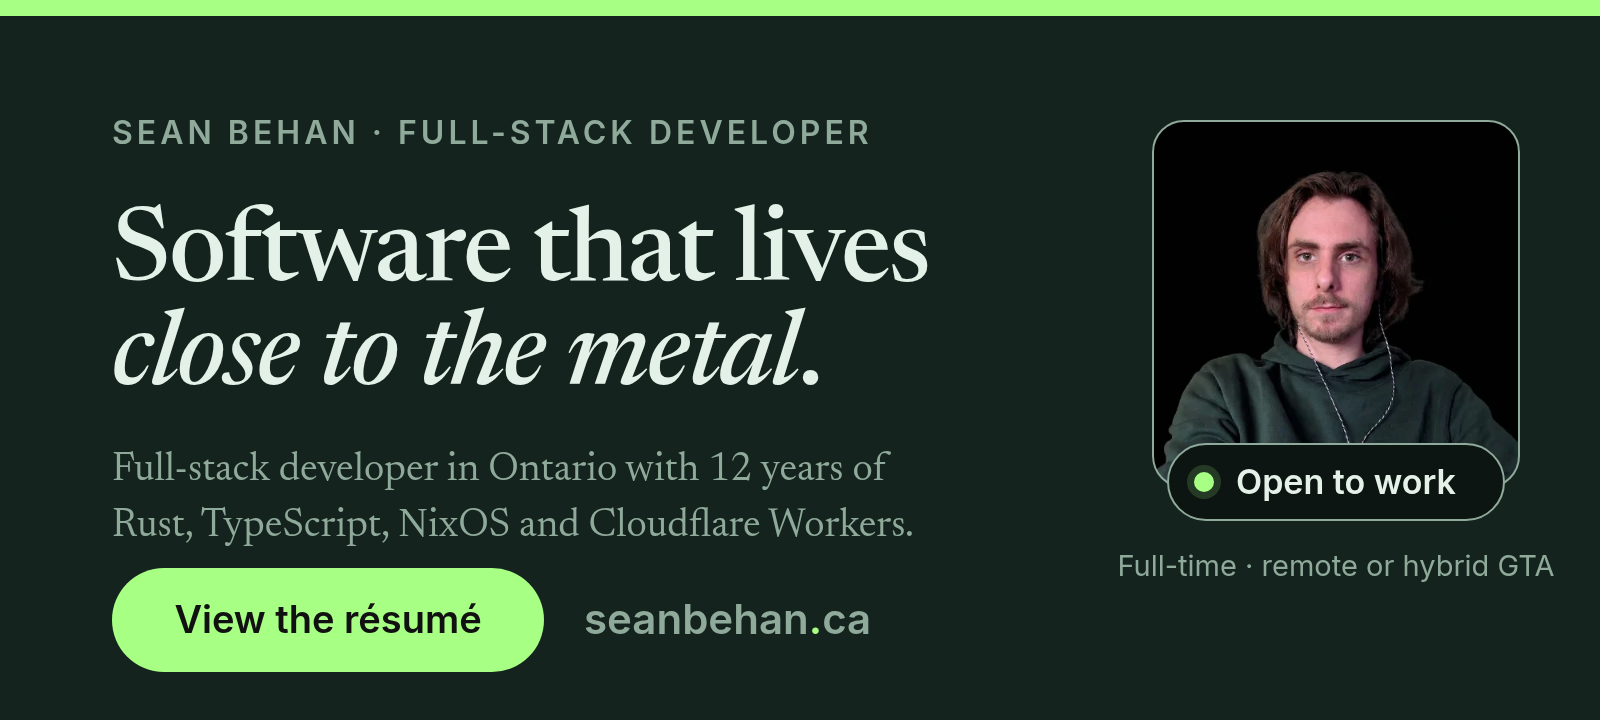 SEAN BEHAN · FULL-STACK DEVELOPER
Software that lives
close to the metal.
Full-stack developer in Ontario with 12 years of
Rust, TypeScript, NixOS and Cloudflare Workers.
View the résumé
seanbehan.ca
Open to work
Full-time · remote or hybrid GTA